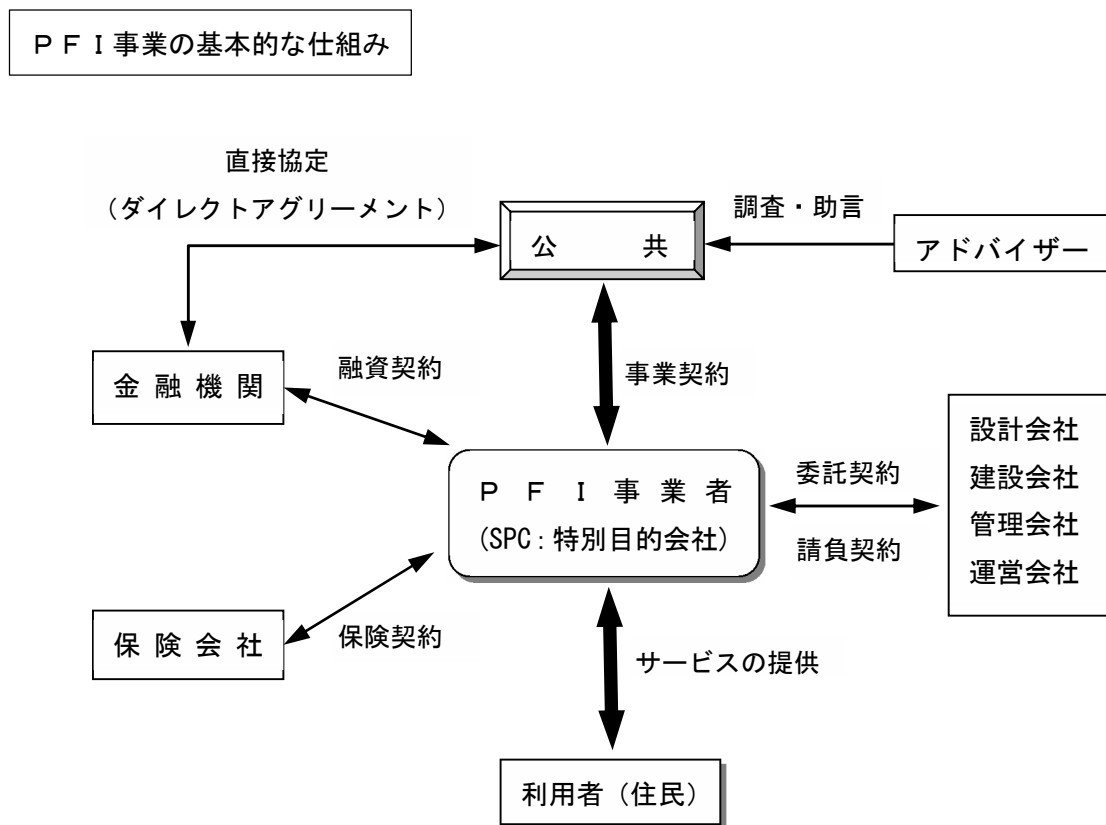 ＰＦＩ事業の基本的な仕組み
直接協定
（ダイレクトアグリーメント）
公　　共
調査・助言
アドバイザー
金 融 機 関
融資契約
事業契約
Ｐ Ｆ Ｉ 事 業 者
(SPC：特別目的会社)
委託契約
請負契約
設計会社
建設会社
管理会社
運営会社
保 険 会 社
保険契約
サービスの提供
利用者（住民）